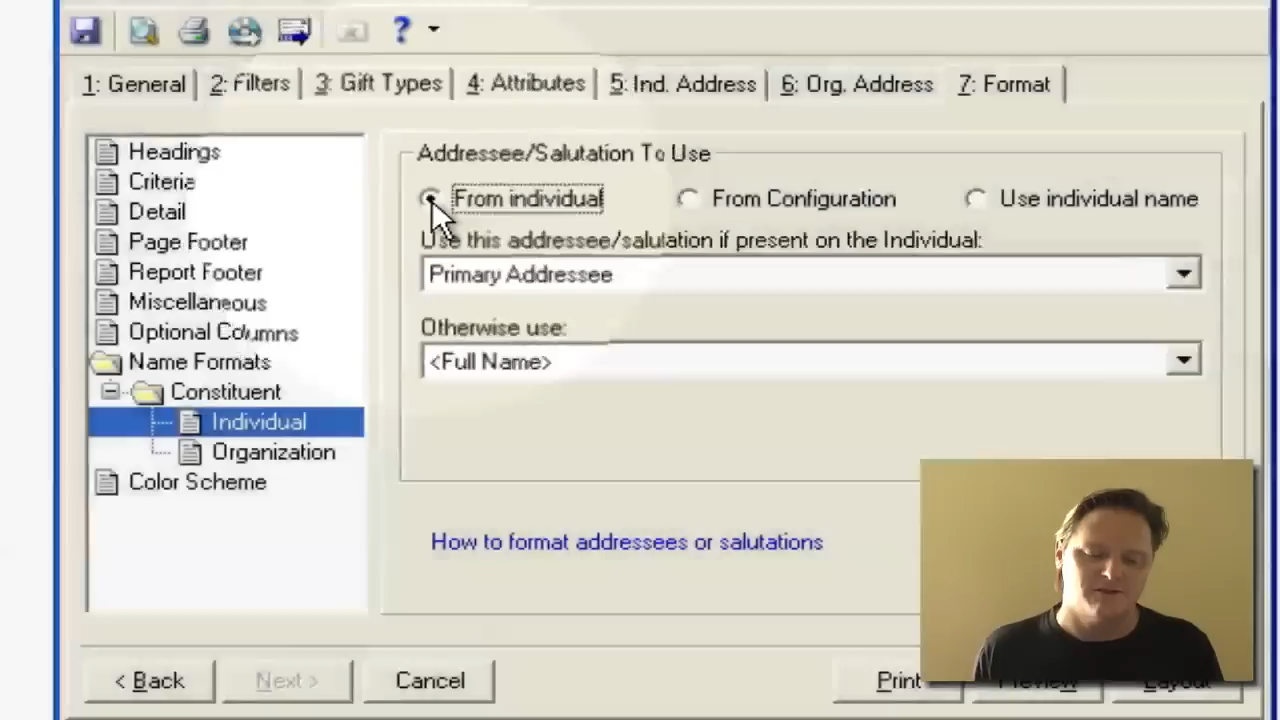 1: General 2: Filters 3: Gift Types 4: Attributes 5: Ind. Address 6: Org. Address 7: Format
Headings
Criteria
Detail
Page Footer
Report Footer
Miscellaneous
Optional Columns
Name Formats
Constituent
Individual
Organization
Color Scheme
Addressee/Salutation To Use
From individual From Configuration Use individual name
Use this addressee/salutation if present on the Individual:
Primary Addressee
Otherwise use:
<Full Name>
How to format addressees or salutations
< Back Next > Cancel Print Preview Layout